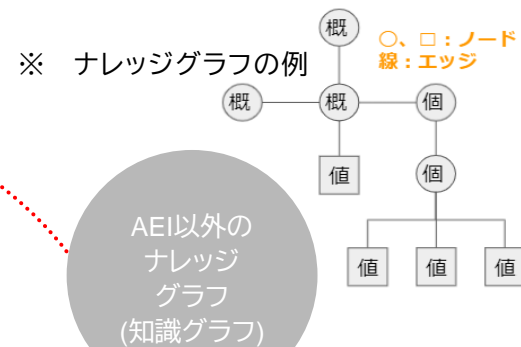 概
○、□：ノード
線：エッジ
※　ナレッジグラフの例
概
概
個
値
個
値
値
値
AEI以外の
ナレッジ
グラフ
(知識グラフ)